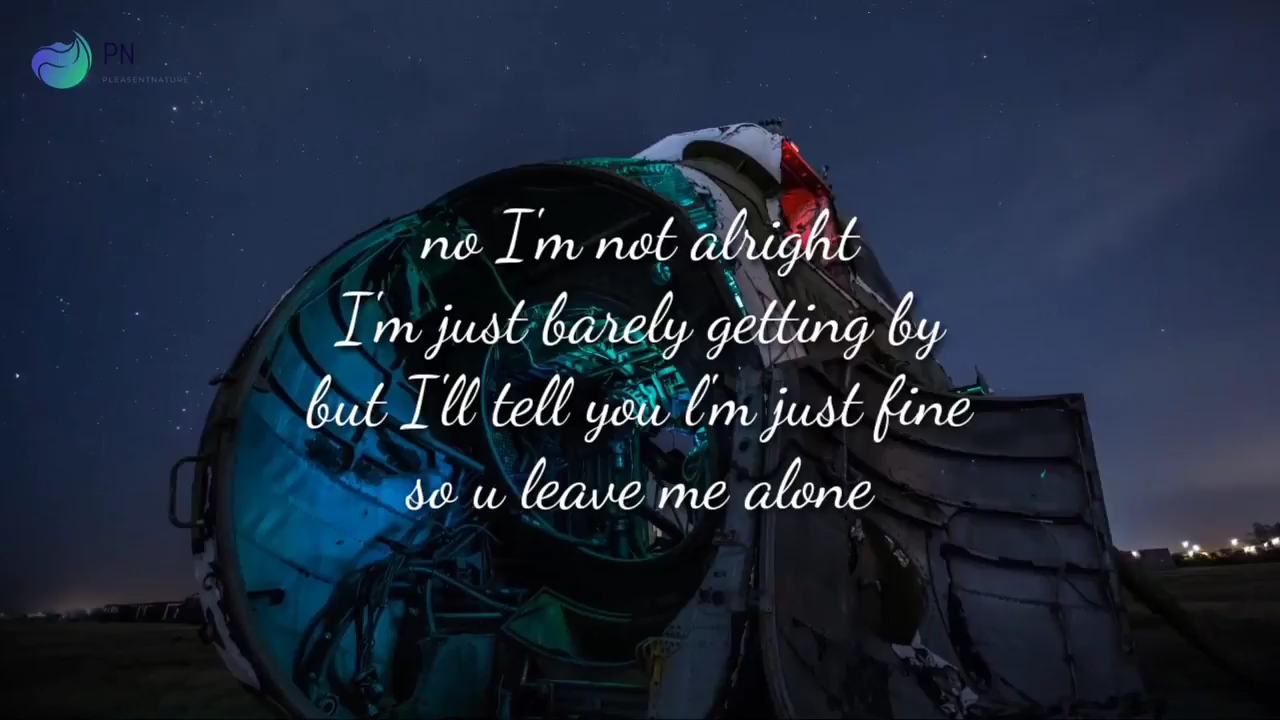 PN
PLEASENTNATURE
no I'm not alright
I'm just barely getting by
but I'll tell you l'm just fine
so u leave me alone